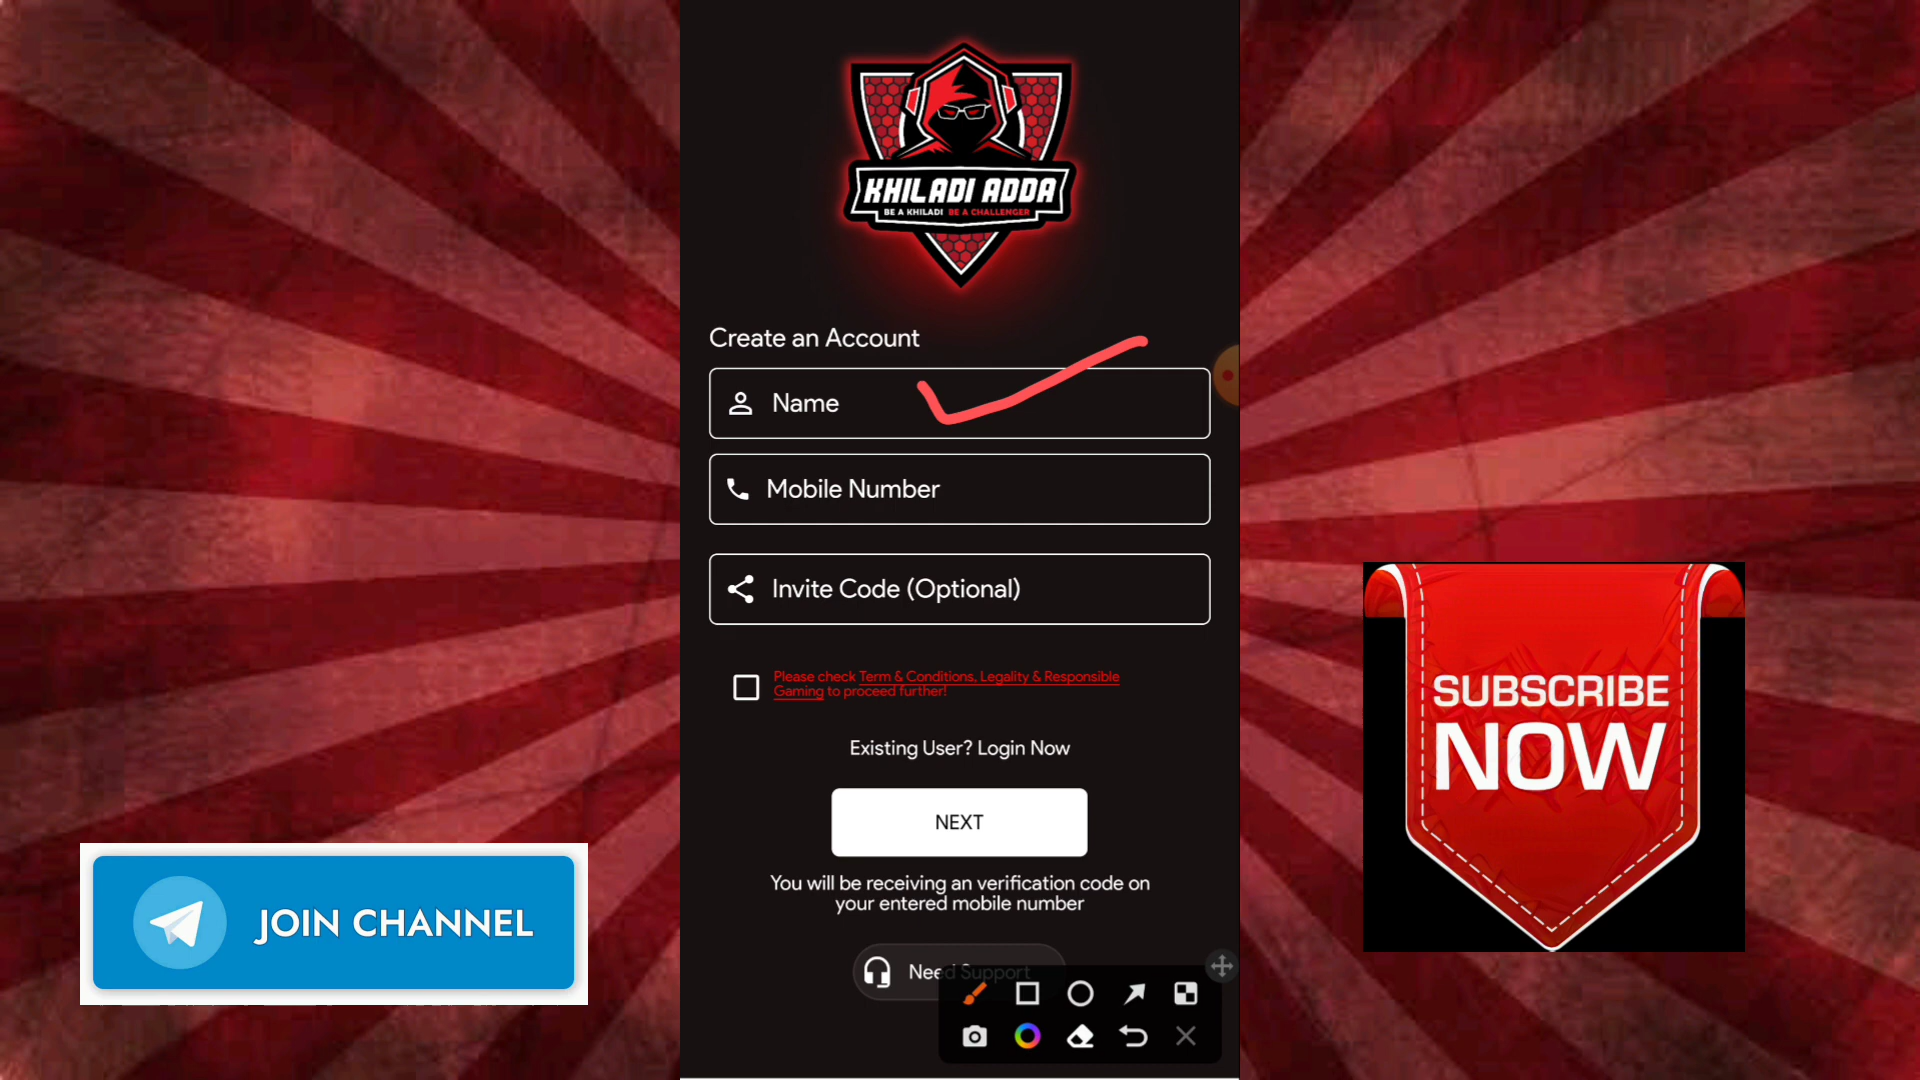 KHILADI ADDA
BE A KHILADI BE A CHALLENGER
Create an Account
Name
Mobile Number
Invite Code (Optional)
Please check Term & Conditions, Legality & Responsible
Gaming to proceed further!
Existing User? Login Now
NEXT
You will be receiving an verification code on
your entered mobile number
Need Support
JOIN CHANNEL
SUBSCRIBE
NOW